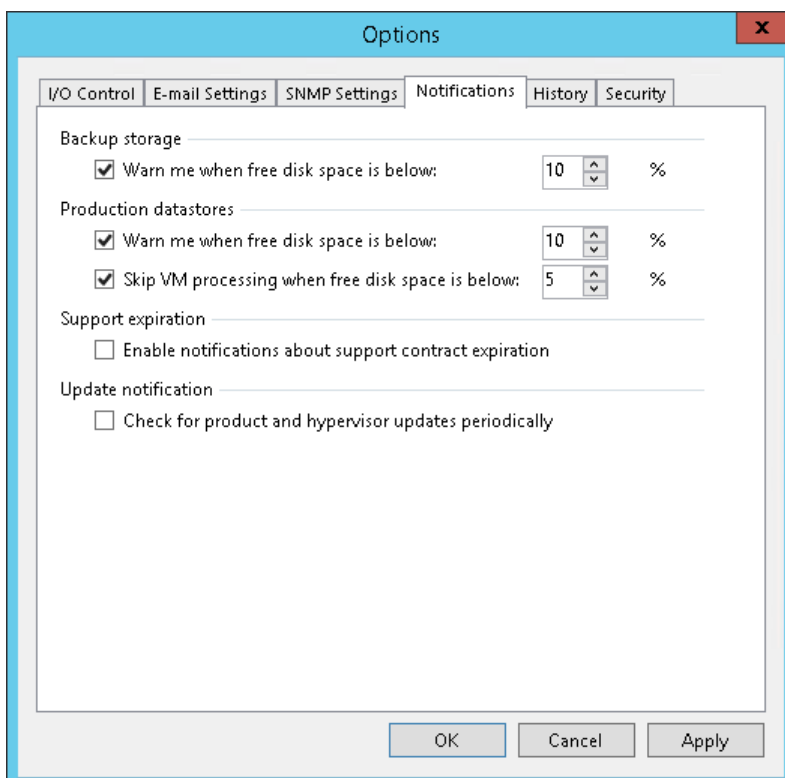 Options
x
I/O Control E-mail Settings SNMP Settings Notifications History Security
Backup storage
Warn me when free disk space is below: 10 %
Production datastores
Warn me when free disk space is below: 10 %
Skip VM processing when free disk space is below: 5 %
Support expiration
Enable notifications about support contract expiration
Update notification
Check for product and hypervisor updates periodically
OK Cancel Apply